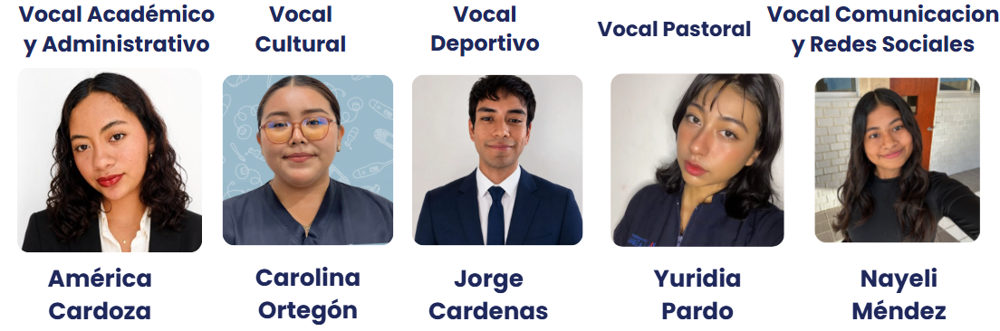 Vocal Académico
y Administrativo
Vocal
Cultural
Vocal
Deportivo
Vocal Pastoral
Vocal Comunicacion
y Redes Sociales
América
Cardoza
Carolina
Ortegón
Jorge
Cardenas
Yuridia
Pardo
Nayeli
Méndez